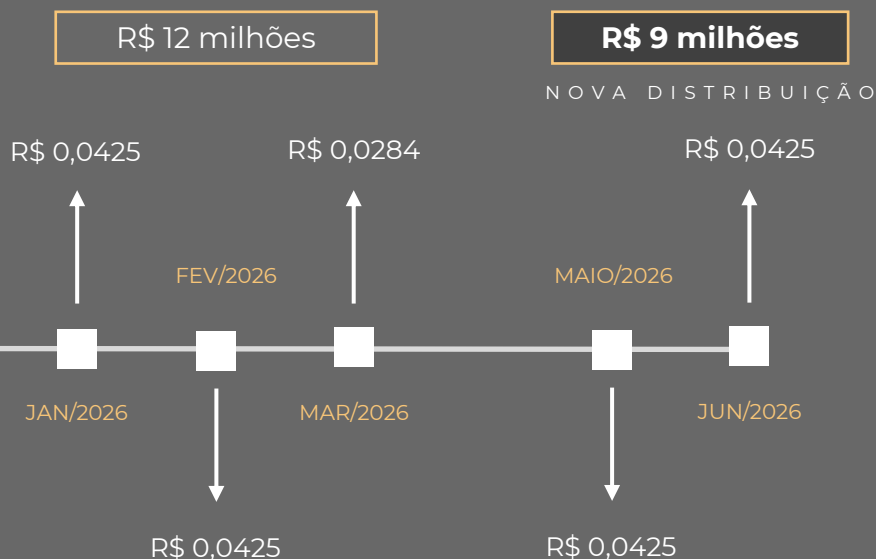 R$ 12 milhões
R$ 9 milhões
NOVA DISTRIBUIÇÃO
R$ 0,0425
R$ 0,0284
R$ 0,0425
FEV/2026
MAIO/2026
JAN/2026
MAR/2026
JUN/2026
R$ 0,0425
R$ 0,0425